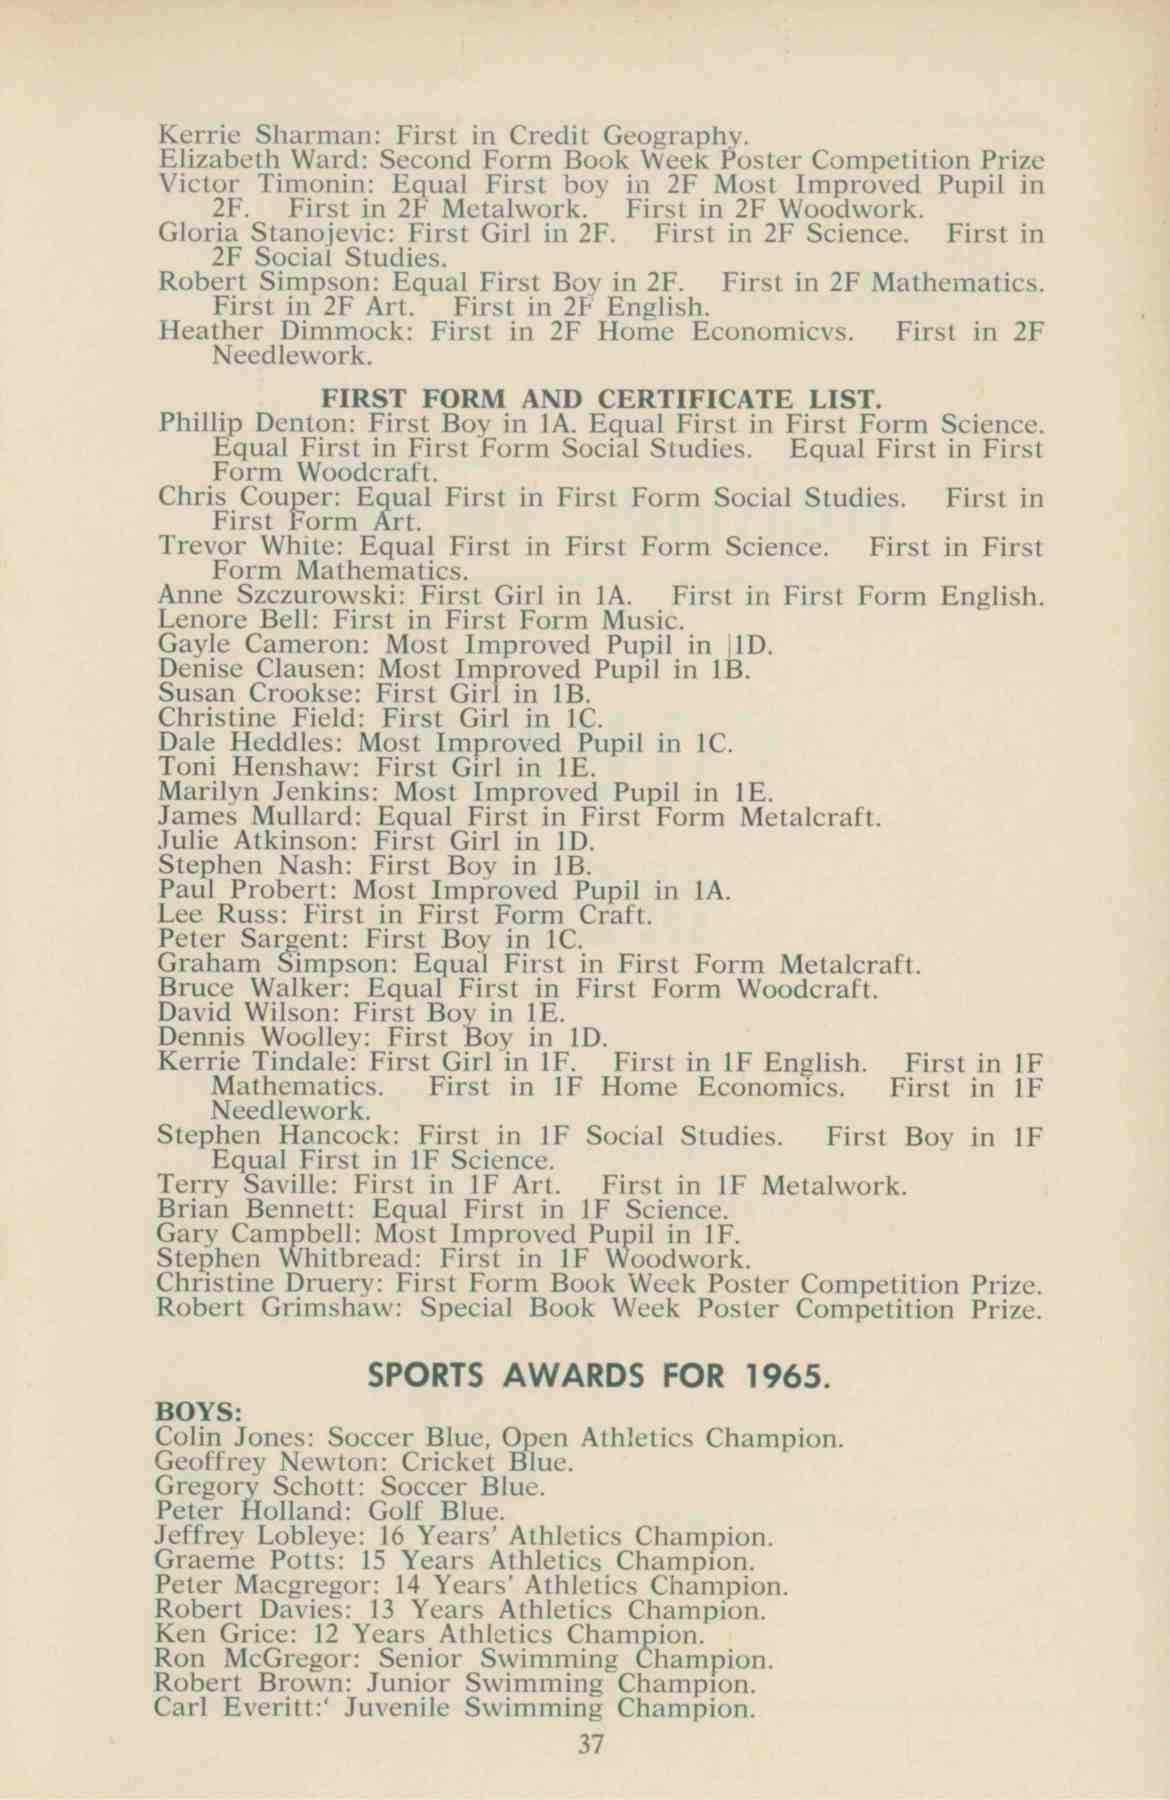 Kerrie Sharman: First in Credit Geography.
Elizabeth Ward: Second Form Book Week Poster Competition Prize
Victor Timonin: Equal First boy in 2F Most Improved Pupil in
2F. First in 2F Metalwork. First in 2F Woodwork.
Gloria Stanojevic: First Girl in 2F. First in 2F Science. First in
2F Social Studies.
Robert Simpson: Equal First Boy in 2F. First in 2F Mathematics.
First in 2F Art. First in 2F English.
Heather Dimmock: First in 2F Home Economicvs. First in 2F
Needlework.
FIRST FORM AND CERTIFICATE LIST.
Phillip Denton: First Boy in 1A. Equal First in First Form Science.
Equal First in First Form Social Studies. Equal First in First
Form Woodcraft.
Chris Couper: Equal First in First Form Social Studies. First in
First Form Art.
Trevor White: Equal First in First Form Science. First in First
Form Mathematics.
Anne Szczurowski: First Girl in 1A. First in First Form English.
Lenore Bell: First in First Form Music.
Gayle Cameron: Most Improved Pupil in |1D.
Denise Clausen: Most Improved Pupil in 1B.
Susan Crookse: First Girl in 1B.
Christine Field: First Girl in 1C.
Dale Heddles: Most Improved Pupil in 1C.
Toni Henshaw: First Girl in 1E.
Marilyn Jenkins: Most Improved Pupil in 1E.
James Mullard: Equal First in First Form Metalcraft.
Julie Atkinson: First Girl in 1D.
Stephen Nash: First Boy in 1B.
Paul Probert: Most Improved Pupil in 1A.
Lee Russ: First in First Form Craft.
Peter Sargent: First Boy in 1C.
Graham Simpson: Equal First in First Form Metalcraft.
Bruce Walker: Equal First in First Form Woodcraft.
David Wilson: First Boy in 1E.
Dennis Woolley: First Boy in 1D.
Kerrie Tindale: First Girl in 1F. First in 1F English. First in 1F
Mathematics. First in 1F Home Economics. First in 1F
Needlework.
Stephen Hancock: First in 1F Social Studies. First Boy in 1F
Equal First in 1F Science.
Terry Saville: First in 1F Art. First in 1F Metalwork.
Brian Bennett: Equal First in 1F Science.
Gary Campbell: Most Improved Pupil in 1F.
Stephen Whitbread: First in 1F Woodwork.
Christine Druery: First Form Book Week Poster Competition Prize.
Robert Grimshaw: Special Book Week Poster Competition Prize.
SPORTS AWARDS FOR 1965.
BOYS:
Colin Jones: Soccer Blue, Open Athletics Champion.
Geoffrey Newton: Cricket Blue.
Gregory Schott: Soccer Blue.
Peter Holland: Golf Blue.
Jeffrey Lobleye: 16 Years' Athletics Champion.
Graeme Potts: 15 Years Athletics Champion.
Peter Macgregor: 14 Years' Athletics Champion.
Robert Davies: 13 Years Athletics Champion.
Ken Grice: 12 Years Athletics Champion.
Ron McGregor: Senior Swimming Champion.
Robert Brown: Junior Swimming Champion.
Carl Everitt:‘ Juvenile Swimming Champion.
37